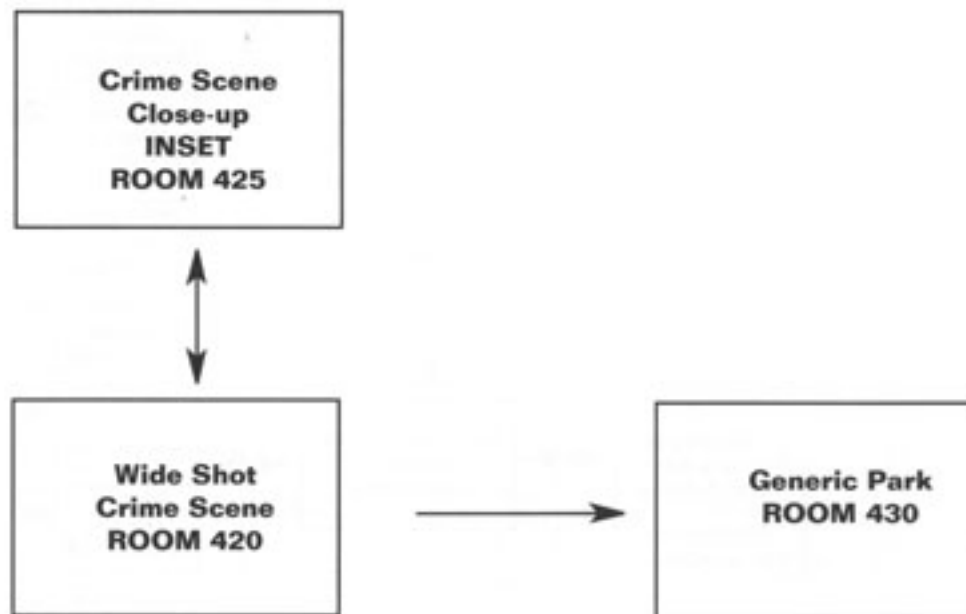 Crime Scene
Close-up
INSET
ROOM 425
Wide Shot
Crime Scene
ROOM 420
Generic Park
ROOM 430